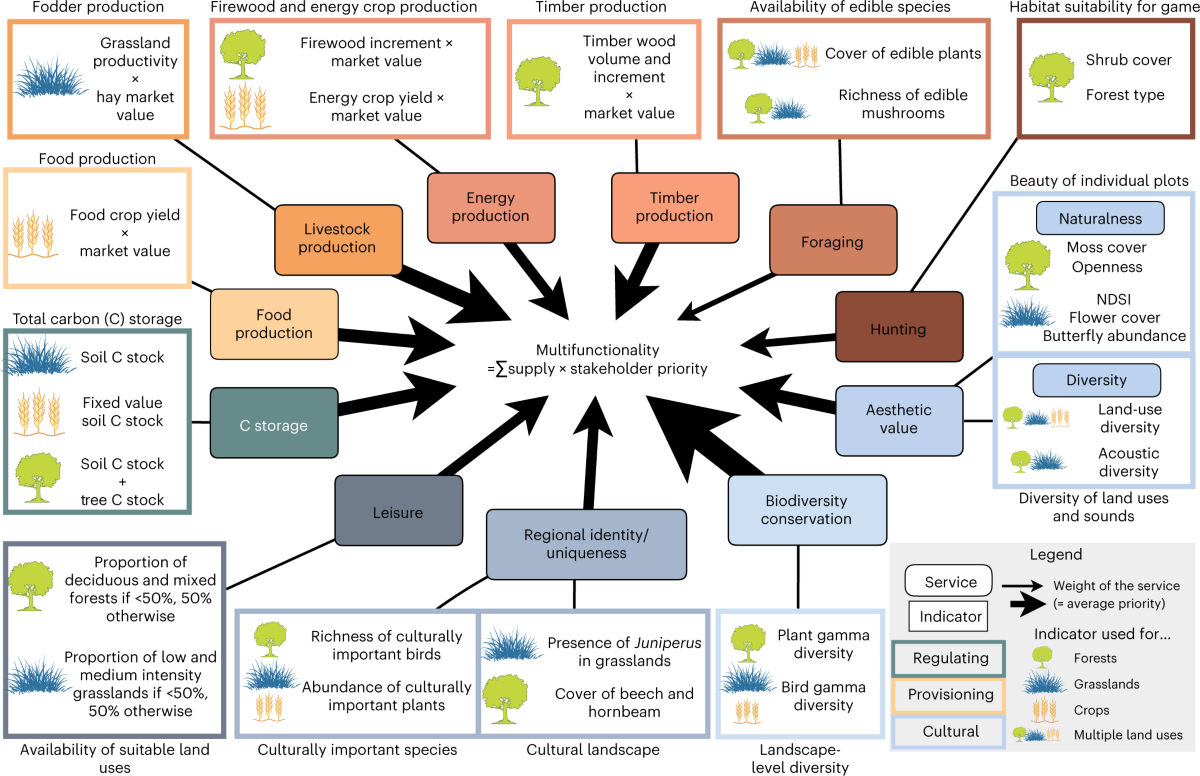 Fodder production
Grassland
productivity
×
hay market
value
Firewood and energy crop production
Firewood increment ×
market value
Energy crop yield ×
market value
Timber production
Timber wood
volume and
increment
×
market value
Availability of edible species
Cover of edible plants
Richness of edible
mushrooms
Habitat suitability for game
Shrub cover
Forest type
Food production
Food crop yield
×
market value
Livestock
production
Energy
production
Timber
production
Foraging
Beauty of individual plots
Naturalness
Moss cover
Openness
NDSI
Flower cover
Butterfly abundance
Food
production
Hunting
Total carbon (C) storage
Soil C stock
Fixed value
soil C stock
Soil C stock
+
tree C stock
Multifunctionality
=∑supply × stakeholder priority
C storage
Aesthetic
value
Diversity
Land-use
diversity
Acoustic
diversity
Diversity of land uses
and sounds
Leisure
Regional identity/
uniqueness
Biodiversity
conservation
Proportion of
deciduous and mixed
forests if <50%, 50%
otherwise
Proportion of low and
medium intensity
grasslands if <50%,
50% otherwise
Availability of suitable land
uses
Richness of culturally
important birds
Abundance of culturally
important plants
Culturally important species
Presence of Juniperus
in grasslands
Cover of beech and
hornbeam
Cultural landscape
Plant gamma
diversity
Bird gamma
diversity
Landscape-
level diversity
Legend
Service
Indicator
Weight of the service
(= average priority)
Regulating
Provisioning
Cultural
Indicator used for...
Forests
Grasslands
Crops
Multiple land uses